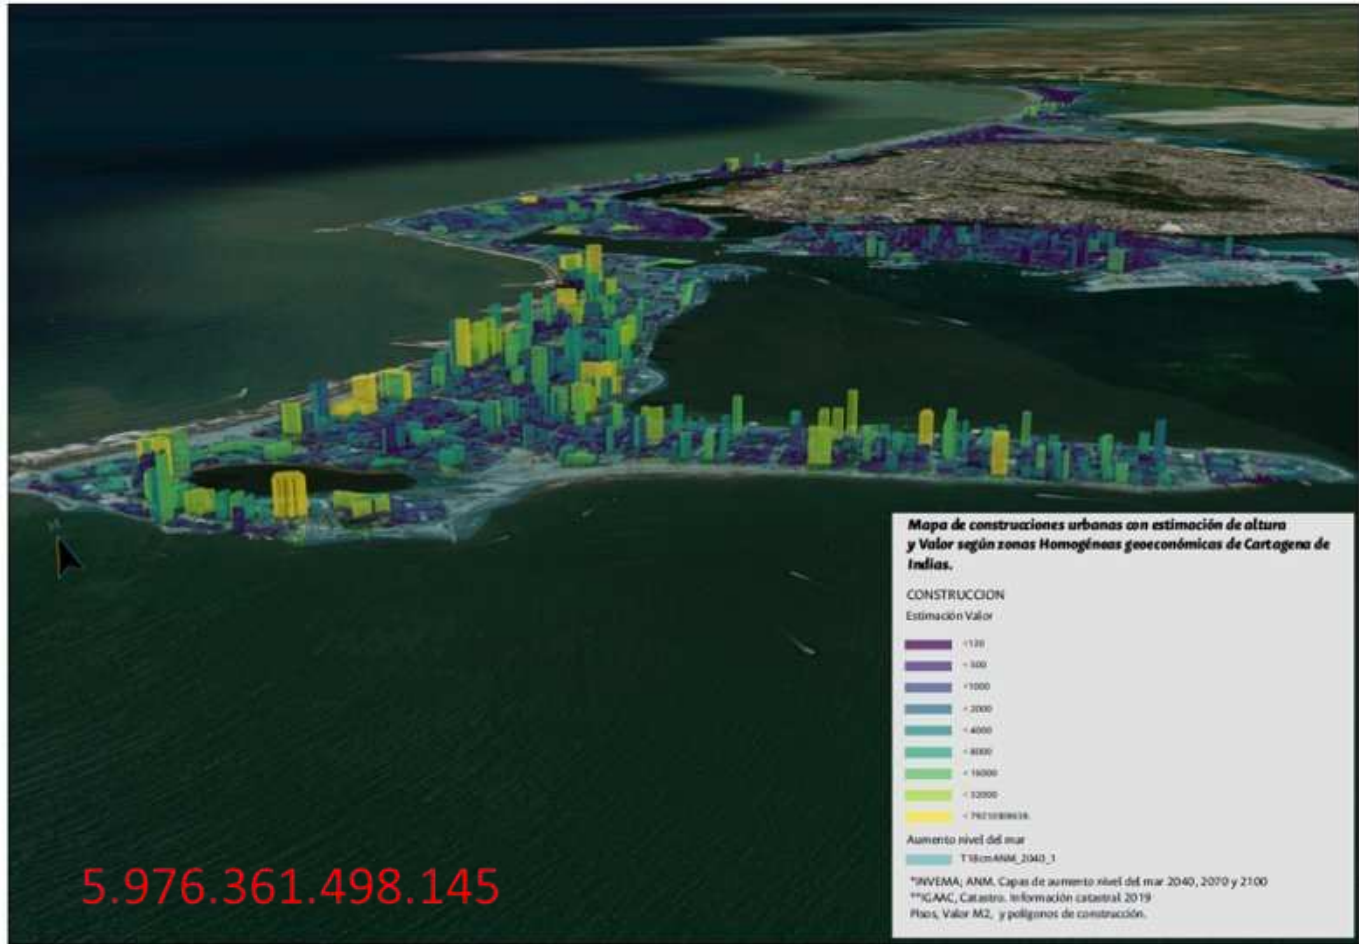 Mapa de construcciones urbanas con estimación de altura
y Valor según zonas Homogéneas geoeconómicas de Cartagena de
Indias.
CONSTRUCCION
Estimación Valor
<120
< 500
<1000
< 2000
< 4000
< 8000
< 16000
< 32000
Aumento nivel del mar
T18cmANM_2040_1
*INVEMA; ANM. Capas de aumento nivel del mar 2040, 2070 y 2100
**IGAAC, Catastro. Información catastral 2019
Pisos, Valor M2, y polígonos de construcción.
5.976.361.498.145